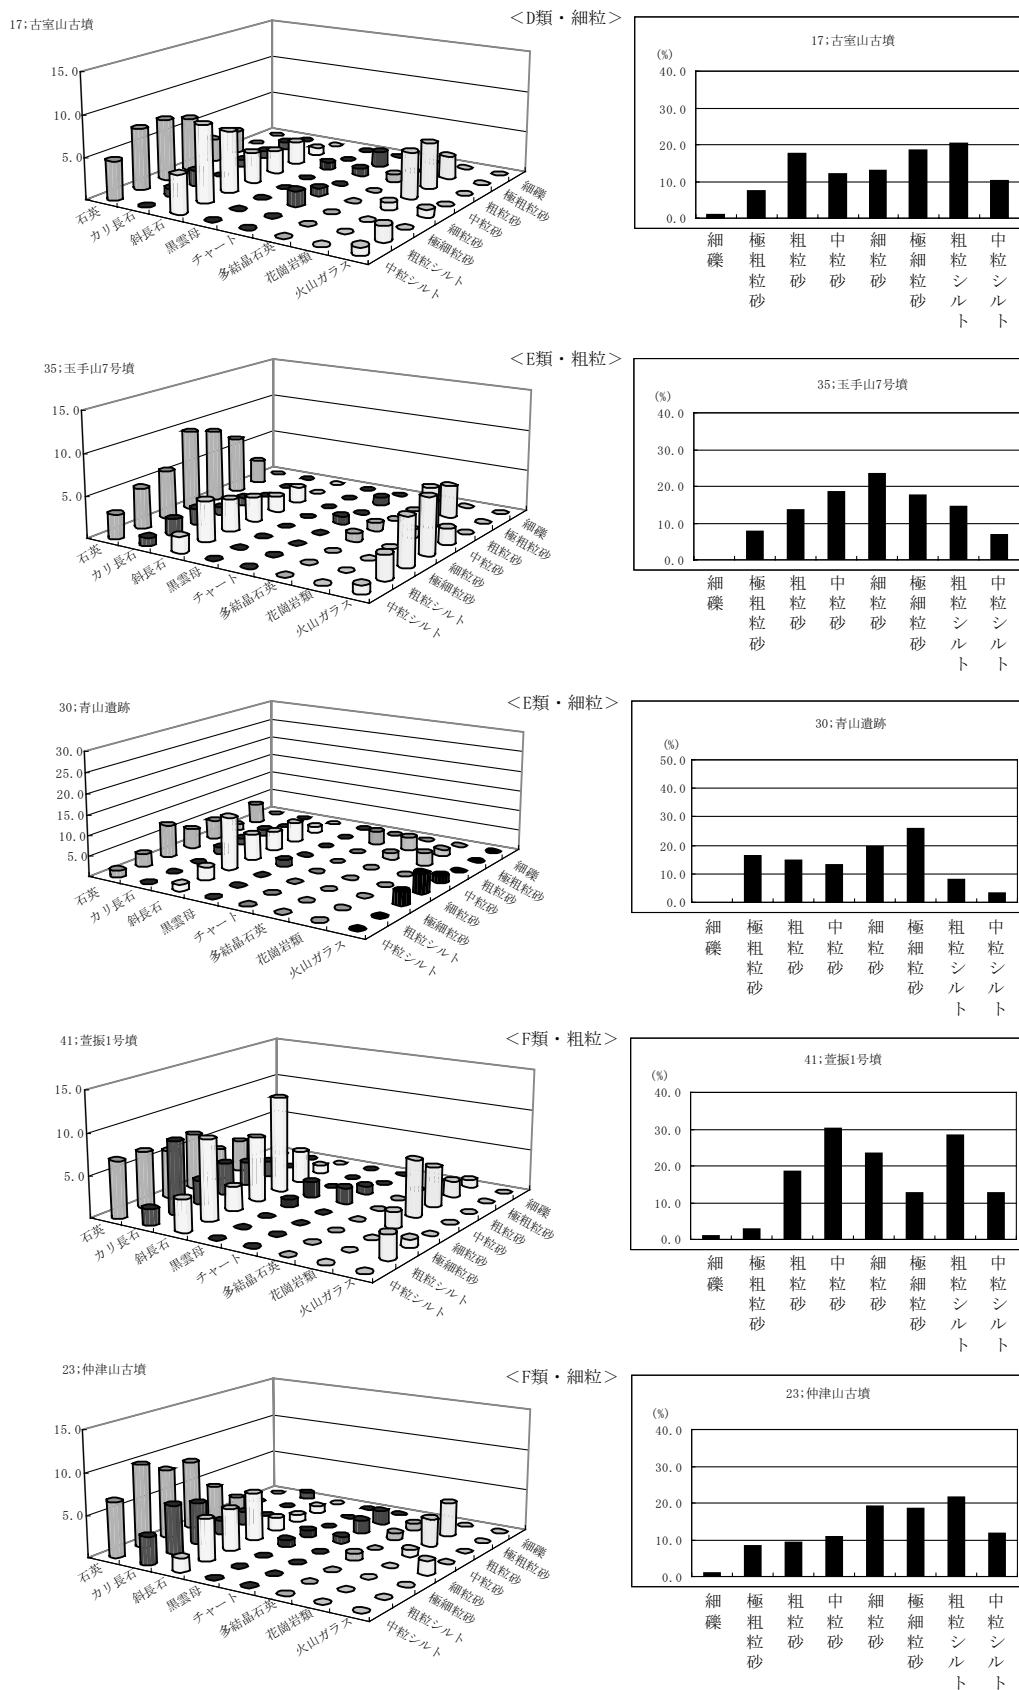 17;古室山古墳
＜D類・細粒＞
15.0
10.0
5.0
石英
カリ長石
斜長石
黒雲母
チャート
多結晶石英
花崗岩類
火山ガラス
細礫
極粗粒砂
粗粒砂
中粒砂
細粒砂
極細粒砂
粗粒シルト
中粒シルト
17;古室山古墳
(%)
40.0
30.0
20.0
10.0
0.0
細礫
極粗粒砂
粗粒砂
中粒砂
細粒砂
極細粒砂
粗粒シルト
中粒シルト
35;玉手山7号墳
＜E類・粗粒＞
15.0
10.0
5.0
石英
カリ長石
斜長石
黒雲母
チャート
多結晶石英
花崗岩類
火山ガラス
細礫
極粗粒砂
粗粒砂
中粒砂
細粒砂
極細粒砂
粗粒シルト
中粒シルト
35;玉手山7号墳
(%)
40.0
30.0
20.0
10.0
0.0
細礫
極粗粒砂
粗粒砂
中粒砂
細粒砂
極細粒砂
粗粒シルト
中粒シルト
30;青山遺跡
＜E類・細粒＞
30.0
25.0
20.0
15.0
10.0
5.0
石英
カリ長石
斜長石
黒雲母
チャート
多結晶石英
花崗岩類
火山ガラス
細礫
極粗粒砂
粗粒砂
中粒砂
細粒砂
極細粒砂
粗粒シルト
中粒シルト
30;青山遺跡
(%)
50.0
40.0
30.0
20.0
10.0
0.0
細礫
極粗粒砂
粗粒砂
中粒砂
細粒砂
極細粒砂
粗粒シルト
中粒シルト
41;萱振1号墳
＜F類・粗粒＞
15.0
10.0
5.0
石英
カリ長石
斜長石
黒雲母
チャート
多結晶石英
花崗岩類
火山ガラス
細礫
極粗粒砂
粗粒砂
中粒砂
細粒砂
極細粒砂
粗粒シルト
中粒シルト
41;萱振1号墳
(%)
40.0
30.0
20.0
10.0
0.0
細礫
極粗粒砂
粗粒砂
中粒砂
細粒砂
極細粒砂
粗粒シルト
中粒シルト
23;仲津山古墳
＜F類・細粒＞
15.0
10.0
5.0
石英
カリ長石
斜長石
黒雲母
チャート
多結晶石英
花崗岩類
火山ガラス
細礫
極粗粒砂
粗粒砂
中粒砂
細粒砂
極細粒砂
粗粒シルト
中粒シルト
23;仲津山古墳
(%)
40.0
30.0
20.0
10.0
0.0
細礫
極粗粒砂
粗粒砂
中粒砂
細粒砂
極細粒砂
粗粒シルト
中粒シルト